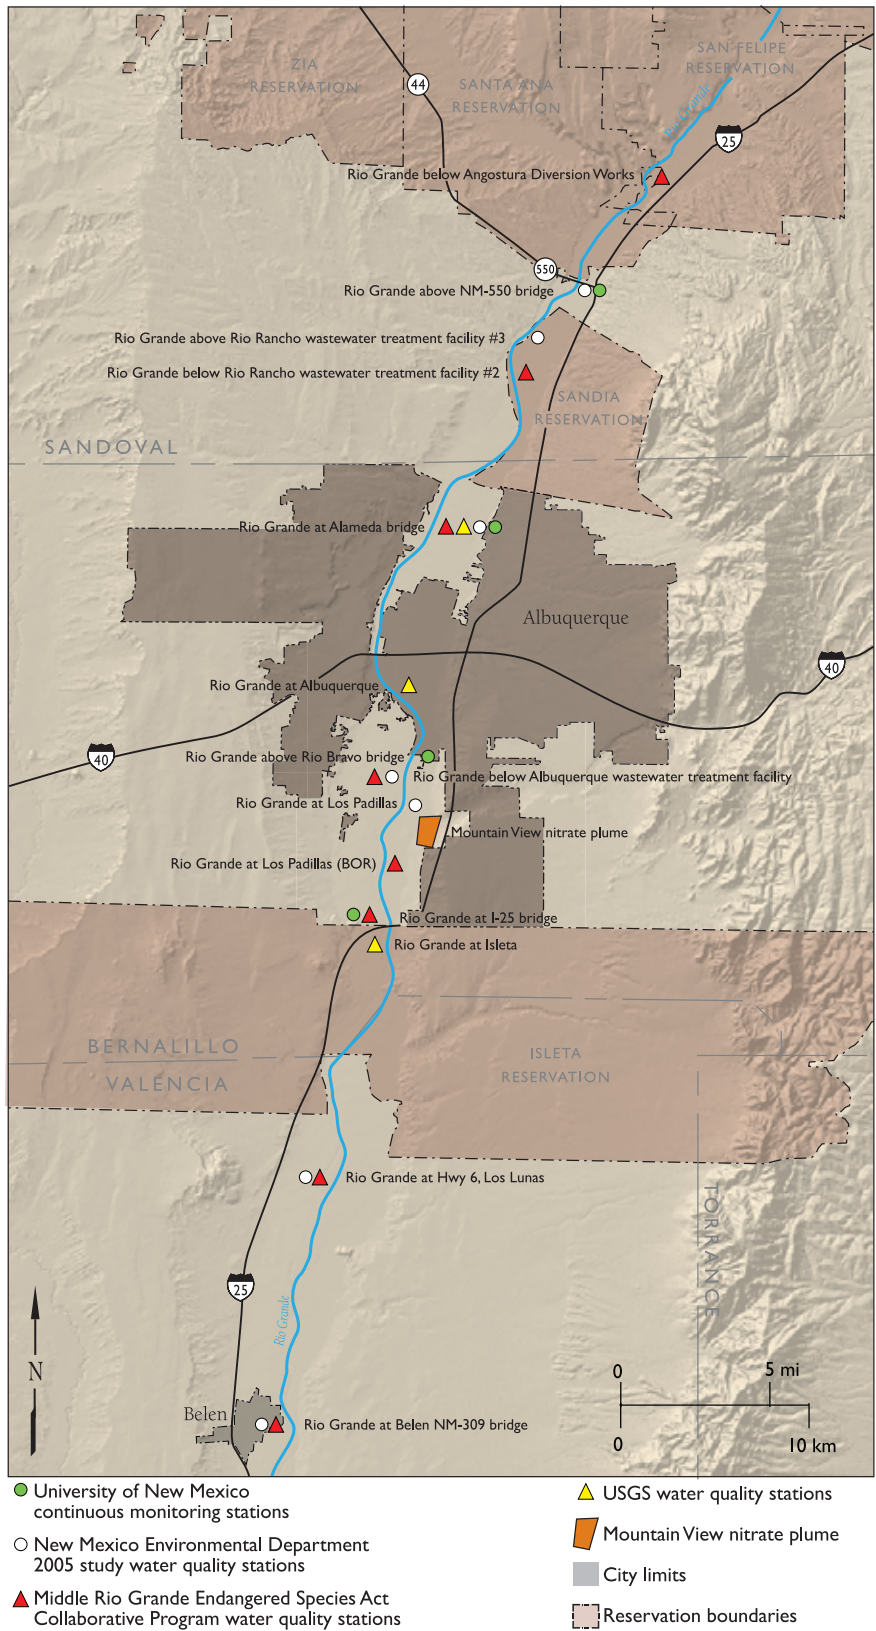 ZIA
RESERVATION
44
SANTA ANA
RESERVATION
SAN FELIPE
RESERVATION
Rio Grande
25
Rio Grande below Angostura Diversion Works
550
Rio Grande above NM-550 bridge
Rio Grande above Rio Rancho wastewater treatment facility #3
Rio Grande below Rio Rancho wastewater treatment facility #2
SANDIA
RESERVATION
SANDOVAL
Rio Grande at Alameda bridge
Albuquerque
40
Rio Grande at Albuquerque
40
Rio Grande above Rio Bravo bridge
Rio Grande below Albuquerque wastewater treatment facility
Rio Grande at Los Padillas
Mountain View nitrate plume
Rio Grande at Los Padillas (BOR)
Rio Grande at I-25 bridge
Rio Grande at Isleta
BERNALILLO
VALENCIA
ISLETA
RESERVATION
Rio Grande at Hwy 6, Los Lunas
TORRANCE
25
Rio Grande
N
0 5 mi
0 10 km
Belen
Rio Grande at Belen NM-309 bridge
University of New Mexico
continuous monitoring stations
New Mexico Environmental Department
2005 study water quality stations
Middle Rio Grande Endangered Species Act
Collaborative Program water quality stations
USGS water quality stations
Mountain View nitrate plume
City limits
Reservation boundaries